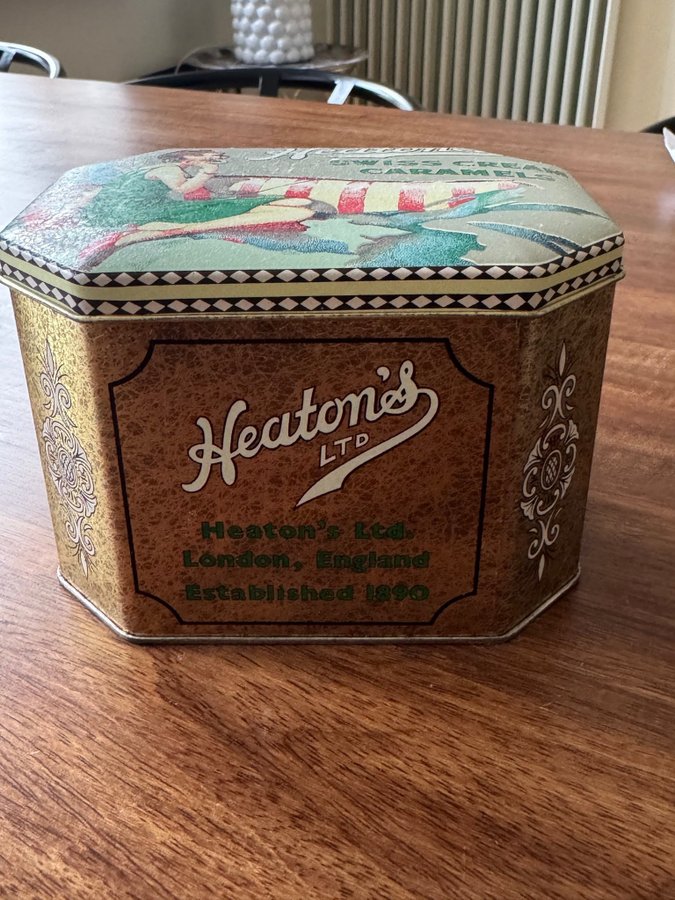 SWISS CREAM
CARAMELS
Heaton's
LTD
Heaton's Ltd.
London, England
Established 1890